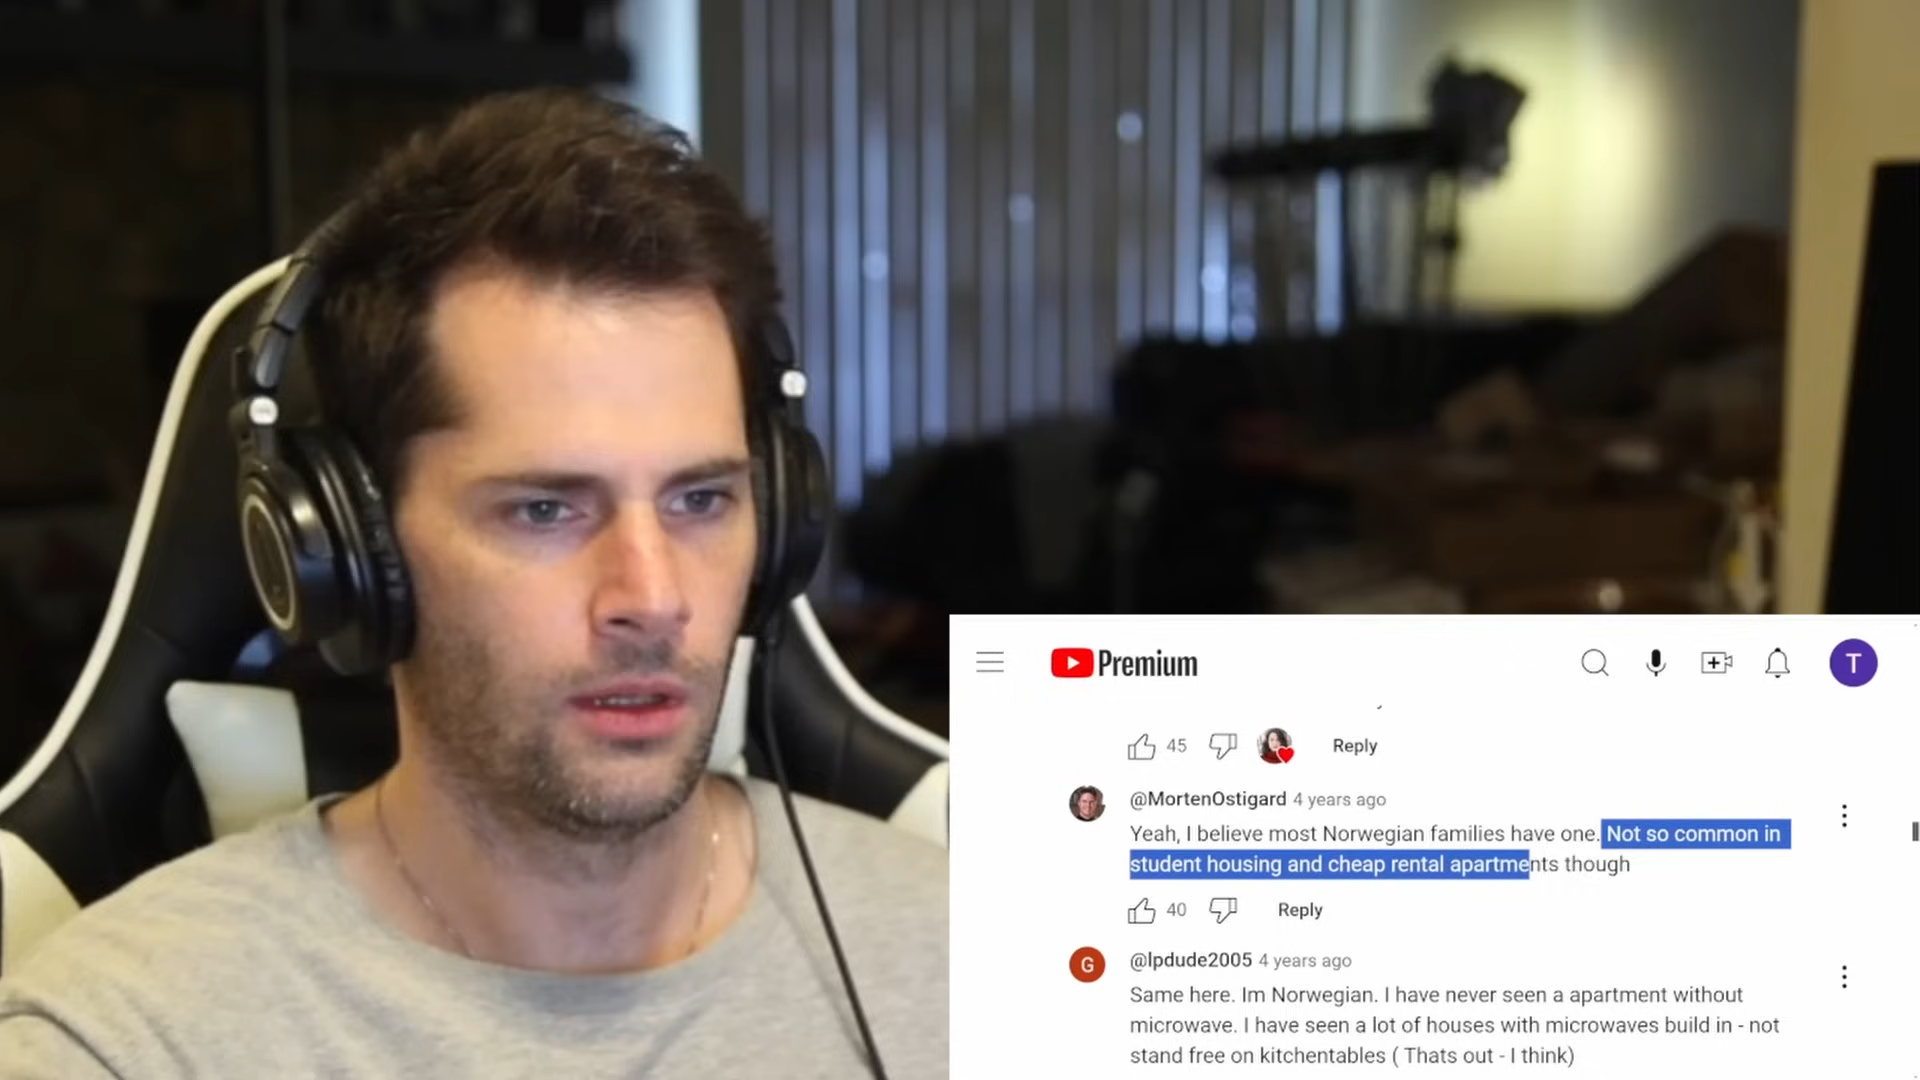 Premium
T
45
Reply
@MortenOstigard 4 years ago
Yeah, I believe most Norwegian families have one. Not so common in
student housing and cheap rental apartments though
40
Reply
G
@lpdude2005 4 years ago
Same here. Im Norwegian. I have never seen a apartment without
microwave. I have seen a lot of houses with microwaves build in - not
stand free on kitchentables ( Thats out - I think)